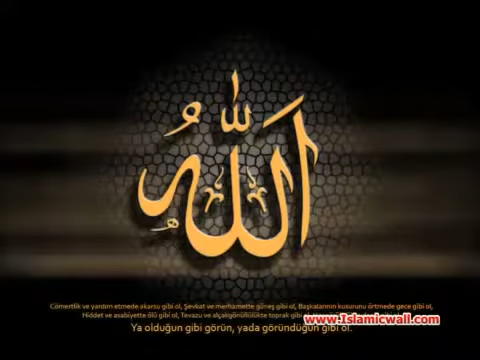 اللَّهُ
Cömertlik ve yardım etmede akarsu gibi ol, Şevkat ve merhamette güneş gibi ol, Başkalarının kusurunu örtmede gece gibi ol,
Hiddet ve asabiyette ölü gibi ol, Tevazu ve alçakgönüllülükte toprak gibi ol,
www.Islamicwall.com
Ya olduğun gibi görün, yada göründüğün gibi ol.